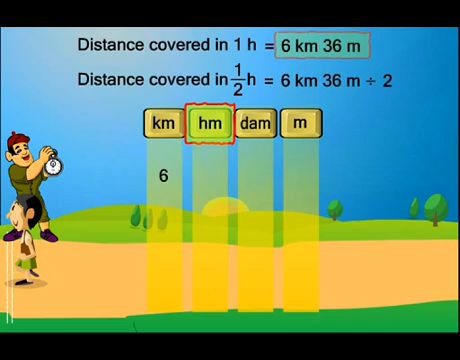 Distance covered in 1 h = 6 km 36 m
Distance covered in 1/2 h = 6 km 36 m ÷ 2
km hm dam m
6